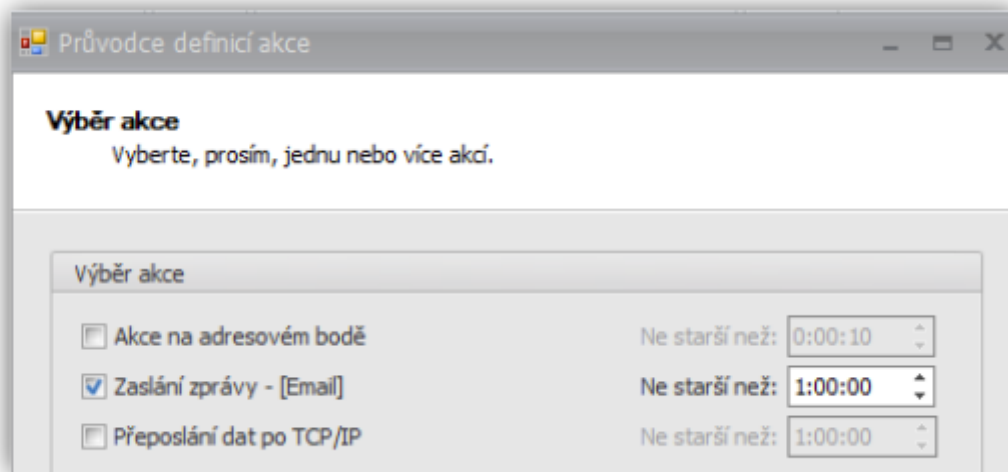 Průvodce definicí akce
Výběr akce
Vyberte, prosím, jednu nebo více akcí.
Výběr akce
Akce na adresovém bodě Ne starší než: 0:00:10
Zaslání zprávy - [Email] Ne starší než: 1:00:00
Přeposlání dat po TCP/IP Ne starší než: 1:00:00